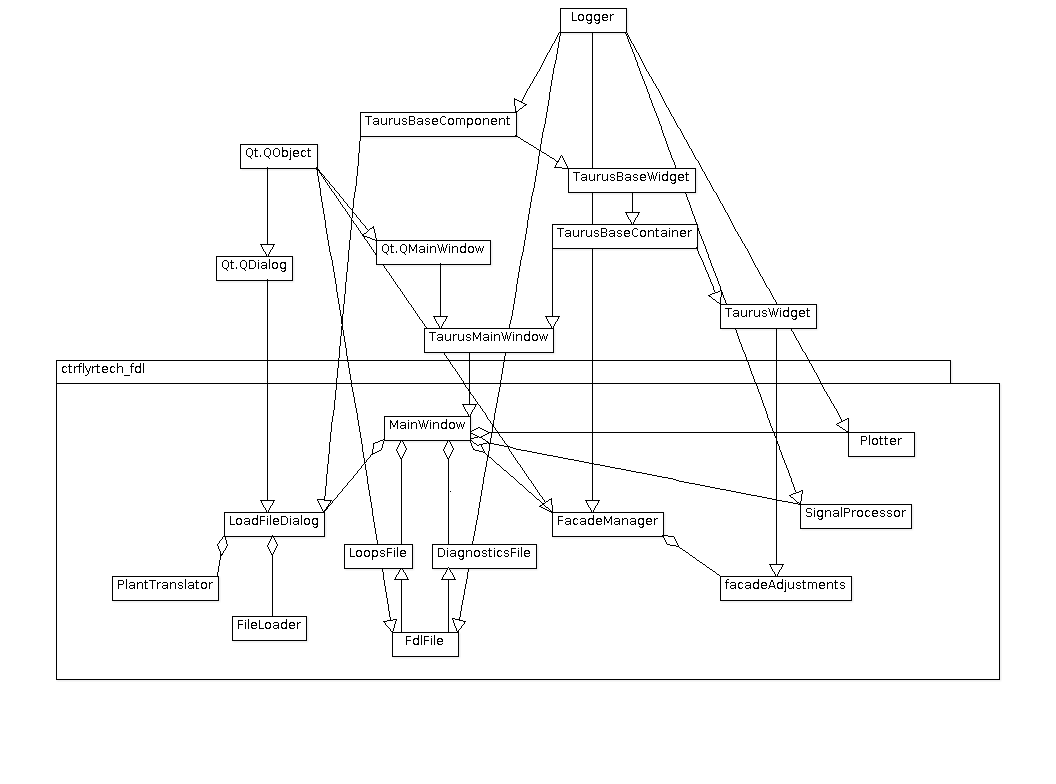 Logger
TaurusBaseComponent
Qt.QObject
TaurusBaseWidget
TaurusBaseContainer
Qt.QMainWindow
Qt.QDialog
TaurusWidget
TaurusMainWindow
ctrflyrtech_fdl
MainWindow
Plotter
SignalProcessor
LoadFileDialog
FacadeManager
LoopsFile
DiagnosticsFile
PlantTranslator
facadeAdjustments
FileLoader
FdlFile